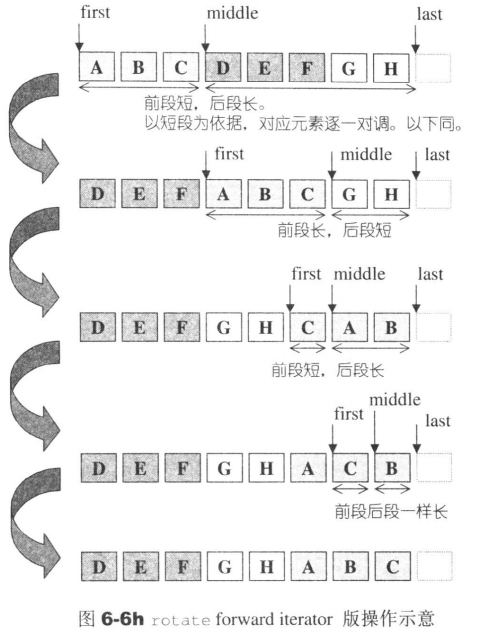 first middle last
A B C D E F G H
前段短，后段长。
以短段为依据，对应元素逐一对调。以下同。
first middle last
D E F A B C G H
前段长，后段短
first middle last
D E F G H C A B
前段短，后段长
middle
first last
D E F G H A C B
前段后段一样长
D E F G H A B C
图 6-6h rotate forward iterator 版操作示意